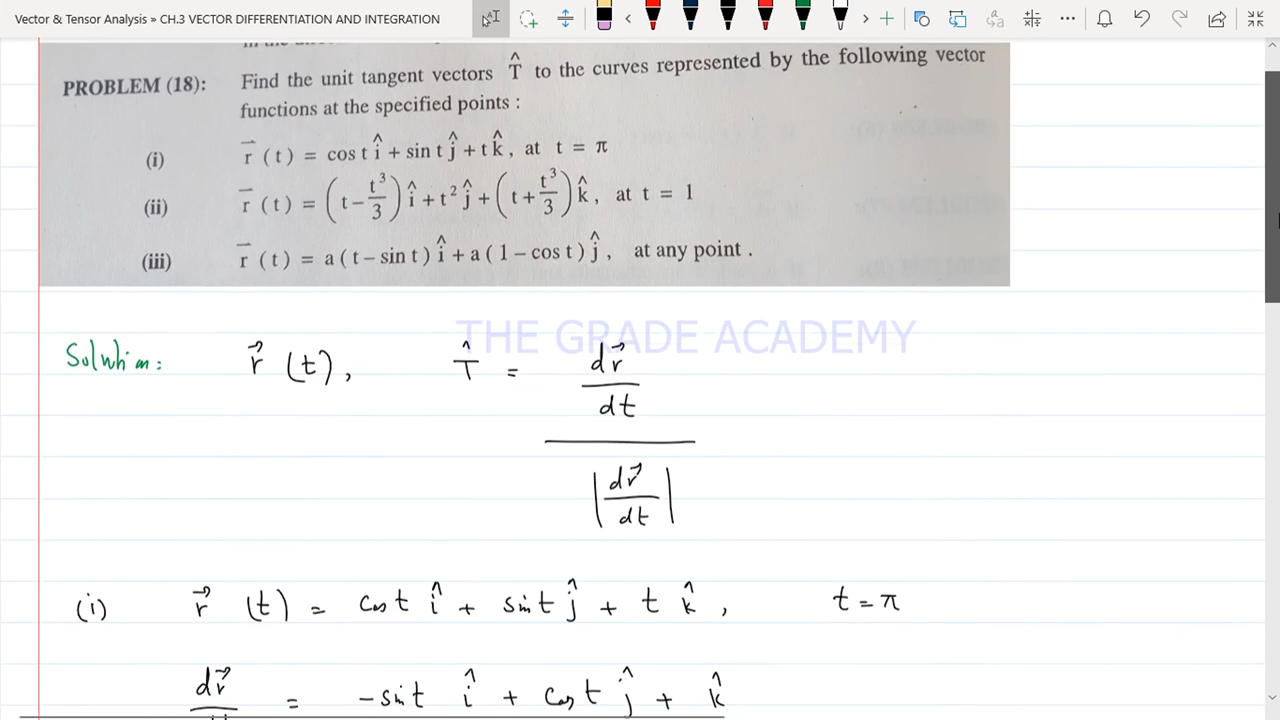 Vector & Tensor Analysis » CH.3 VECTOR DIFFERENTIATION AND INTEGRATION
PROBLEM (18): Find the unit tangent vectors T̂ to the curves represented by the following vector
functions at the specified points :
(i) r⃗ (t) = cos t î + sin t ĵ + t k̂ , at t = π
(ii) r⃗ (t) = (t – t³/3) î + t² ĵ + (t + t³/3) k̂ , at t = 1
(iii) r⃗ (t) = a ( t – sin t ) î + a ( 1 – cos t ) ĵ , at any point .
THE GRADE ACADEMY
Solution: r⃗ (t), T̂ = (dr⃗/dt) / |dr⃗/dt|
(i) r⃗ (t) = cos t î + sin t ĵ + t k̂ , t = π
dr⃗/dt = -sin t î + cos t ĵ + k̂